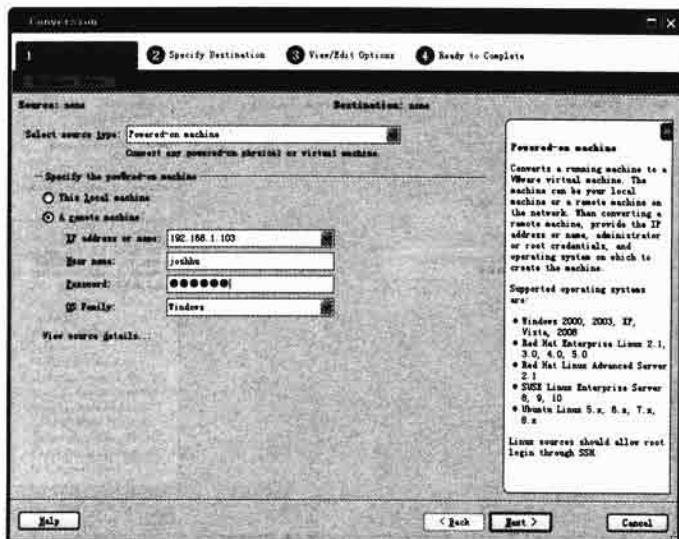 Conversion
1
2 Specify Destination
3 View/Edit Options
4 Ready to Complete
Source: none
Destination: none
Select source type: Powered-on machine
Convert any powered-on physical or virtual machine.
Specify the powered-on machine
This local machine
A remote machine
IP address or name: 192.168.1.103
User name: joshhu
Password: ●●●●●●
OS Family: Windows
View source details...
Powered-on machine
Converts a running machine to a
VMware virtual machine. The
machine can be your local
machine or a remote machine on
the network. When converting a
remote machine, provide the IP
address or name, administrator
or root credentials, and
operating system on which to
create the machine.
Supported operating systems
are:
• Windows 2000, 2003, XP,
Vista, 2008
• Red Hat Enterprise Linux 2.1,
3.0, 4.0, 5.0
• Red Hat Linux Advanced Server
2.1
• SUSE Linux Enterprise Server
8, 9, 10
• Ubuntu Linux 5.x, 6.x, 7.x,
8.x
Linux sources should allow root
login through SSH
Help
< Back
Next >
Cancel